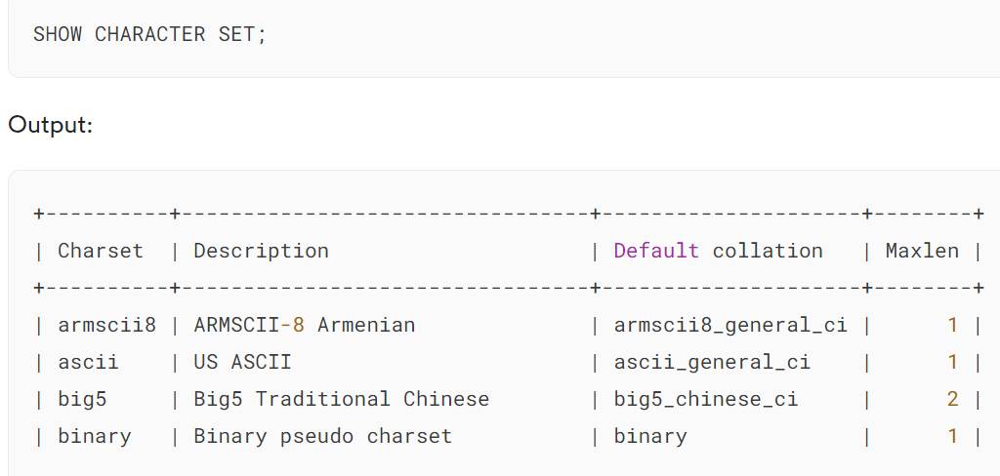 SHOW CHARACTER SET;
Output:
+----------+---------------------------------+---------------------+--------+
| Charset  | Description                     | Default collation   | Maxlen |
+----------+---------------------------------+---------------------+--------+
| armscii8 | ARMSCII-8 Armenian              | armscii8_general_ci |      1 |
| ascii    | US ASCII                        | ascii_general_ci    |      1 |
| big5     | Big5 Traditional Chinese        | big5_chinese_ci     |      2 |
| binary   | Binary pseudo charset           | binary              |      1 |